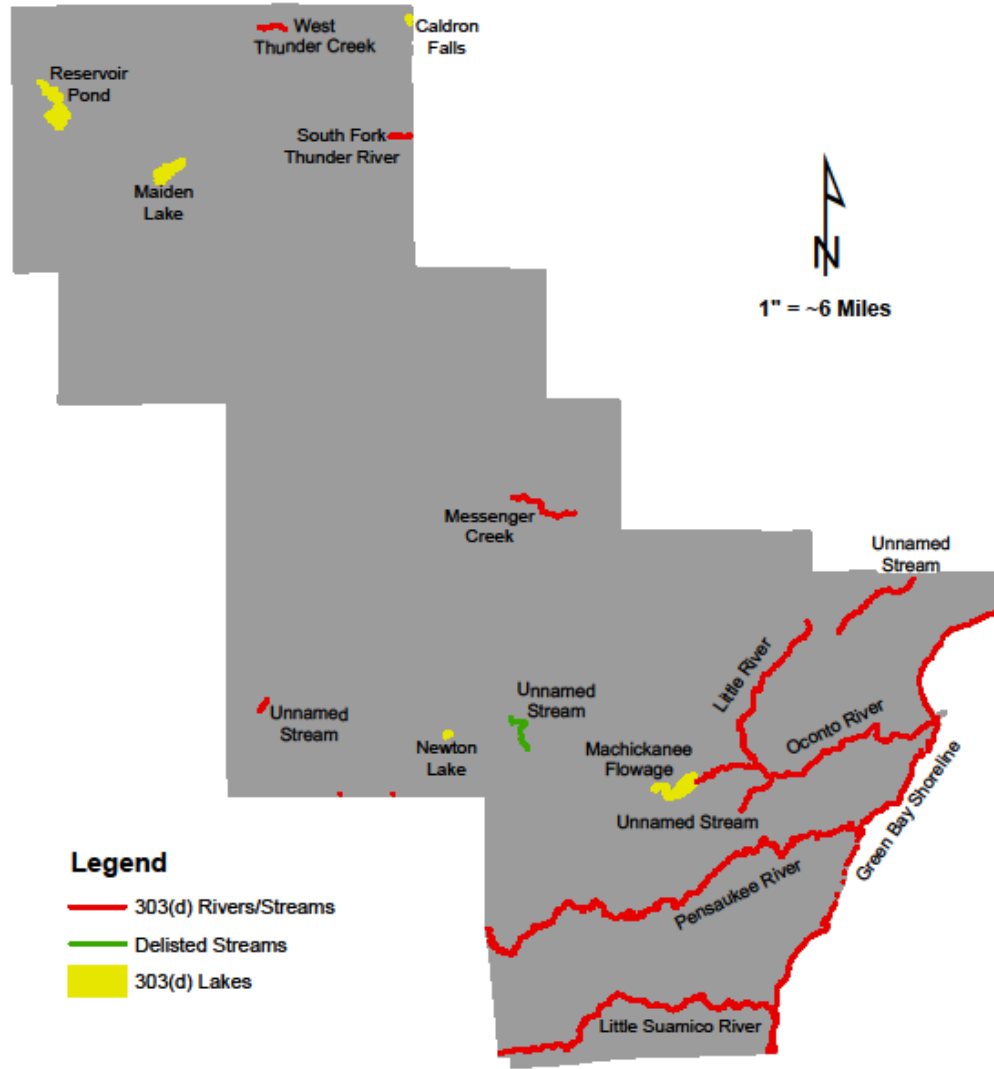 West
Thunder Creek
Caldron
Falls
Reservoir
Pond
South Fork
Thunder River
Maiden
Lake
N
1" = ~6 Miles
Messenger
Creek
Unnamed
Stream
Little River
Unnamed
Stream
Unnamed
Stream
Oconto River
Newton
Lake
Machickanee
Flowage
Green Bay Shoreline
Unnamed Stream
Pensaukee River
Legend
303(d) Rivers/Streams
Delisted Streams
303(d) Lakes
Little Suamico River